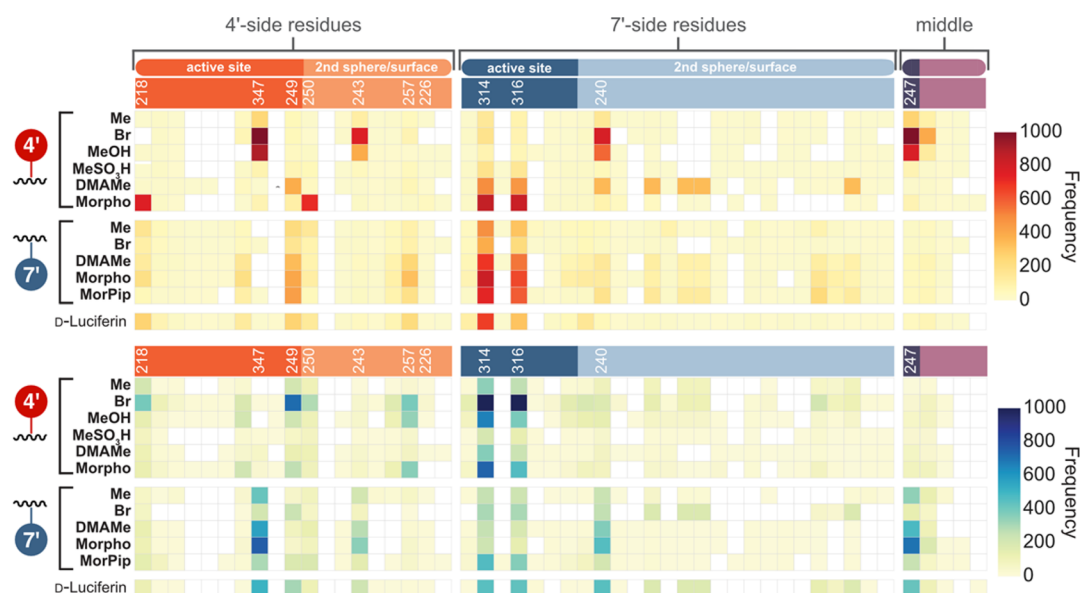 4'-side residues 7'-side residues middle
active site 2nd sphere/surface active site 2nd sphere/surface
218 347 249 250 243 257 226 314 316 240 247
4'
Me
Br
MeOH
MeSO3H
DMAMe
Morpho
7'
Me
Br
DMAMe
Morpho
MorPip
D-Luciferin
1000
800
600
400
200
0
Frequency
218 347 249 250 243 257 226 314 316 240 247
4'
Me
Br
MeOH
MeSO3H
DMAMe
Morpho
7'
Me
Br
DMAMe
Morpho
MorPip
D-Luciferin
1000
800
600
400
200
0
Frequency